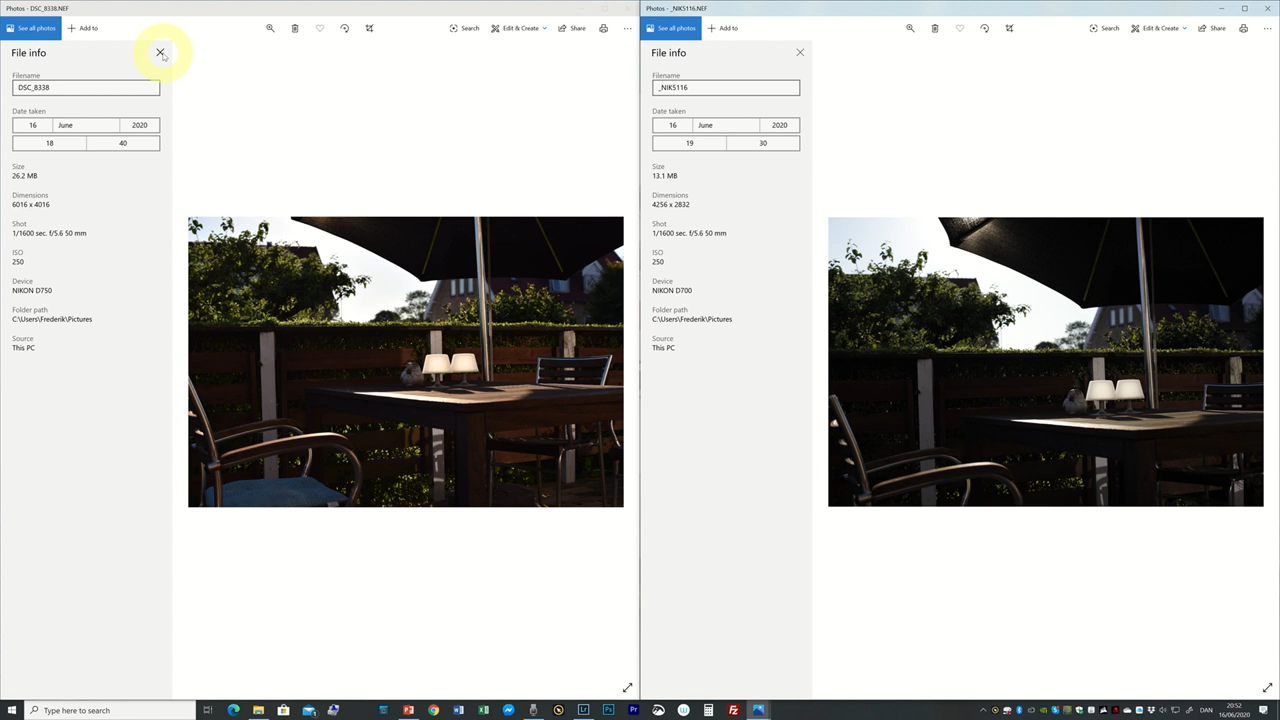 Photos - DSC_8338.NEF
See all photos
Add to
Search
Edit & Create
Share
File info
Filename
DSC_8338
Date taken
16 June 2020
18 40
Size
26.2 MB
Dimensions
6016 x 4016
Shot
1/1600 sec. f/5.6 50 mm
ISO
250
Device
NIKON D750
Folder path
C:\Users\Frederik\Pictures
Source
This PC
Photos - _NIK5116.NEF
See all photos
Add to
Search
Edit & Create
Share
File info
Filename
_NIK5116
Date taken
16 June 2020
19 30
Size
13.1 MB
Dimensions
4256 x 2832
Shot
1/1600 sec. f/5.6 50 mm
ISO
250
Device
NIKON D700
Folder path
C:\Users\Frederik\Pictures
Source
This PC
Type here to search
DAN
20:52
16/06/2020